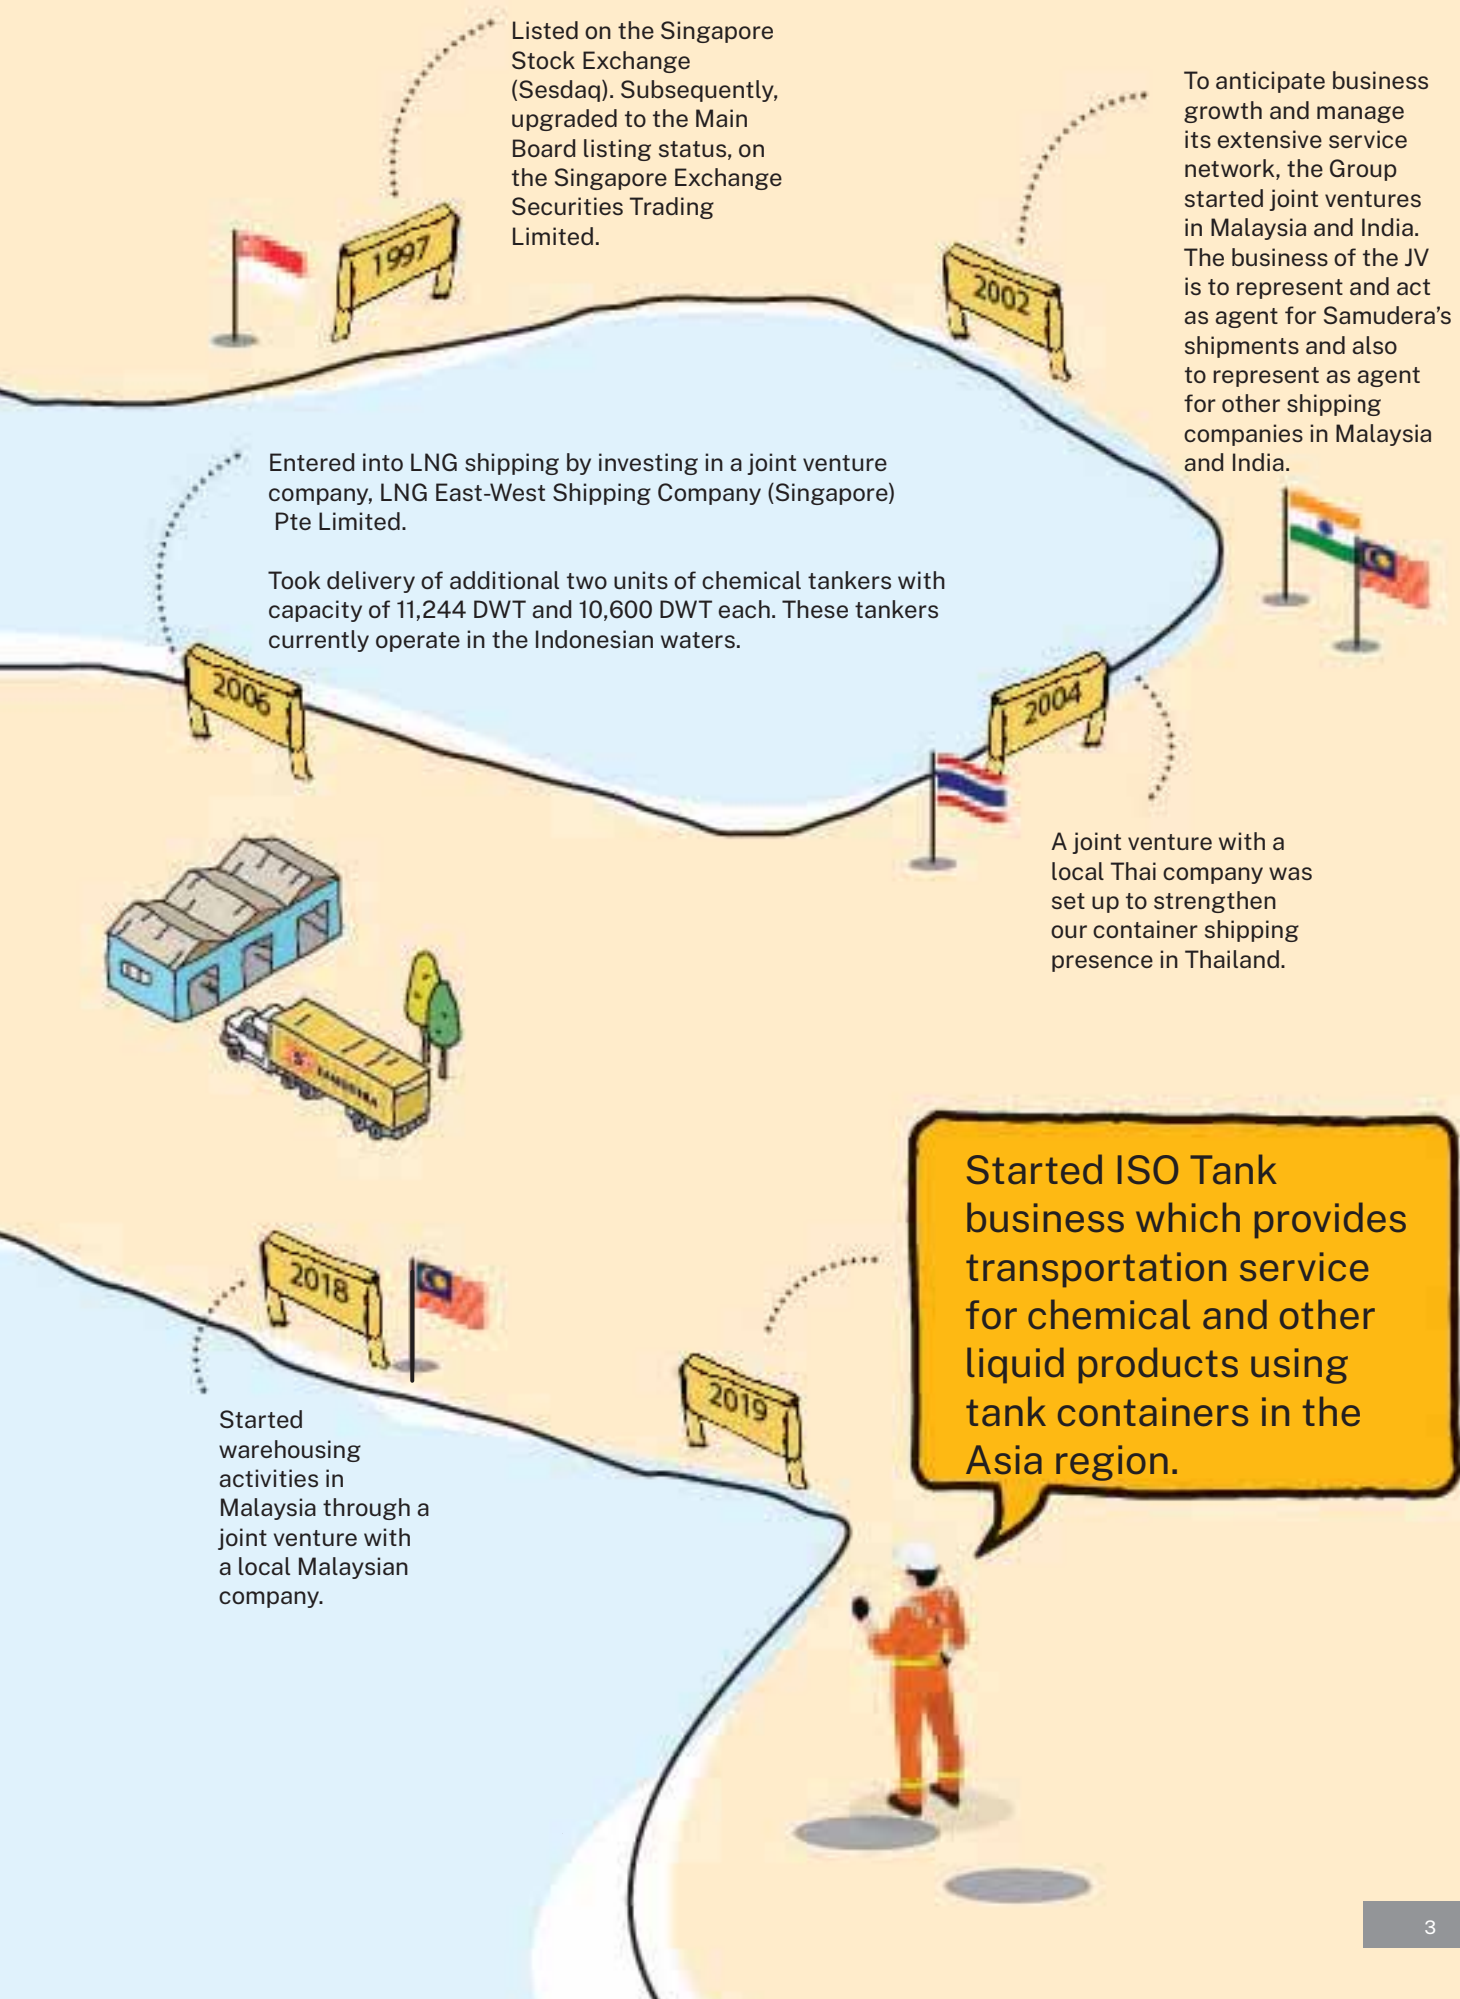 Listed on the Singapore
Stock Exchange
(Sesdaq). Subsequently,
upgraded to the Main
Board listing status, on
the Singapore Exchange
Securities Trading
Limited.
1997
To anticipate business
growth and manage
its extensive service
network, the Group
started joint ventures
in Malaysia and India.
The business of the JV
is to represent and act
as agent for Samudera’s
shipments and also
to represent as agent
for other shipping
companies in Malaysia
and India.
2002
Entered into LNG shipping by investing in a joint venture
company, LNG East-West Shipping Company (Singapore)
Pte Limited.
Took delivery of additional two units of chemical tankers with
capacity of 11,244 DWT and 10,600 DWT each. These tankers
currently operate in the Indonesian waters.
2006
2004
A joint venture with a
local Thai company was
set up to strengthen
our container shipping
presence in Thailand.
SAMUDERA
Started ISO Tank
business which provides
transportation service
for chemical and other
liquid products using
tank containers in the
Asia region.
2018
2019
Started
warehousing
activities in
Malaysia through a
joint venture with
a local Malaysian
company.
3